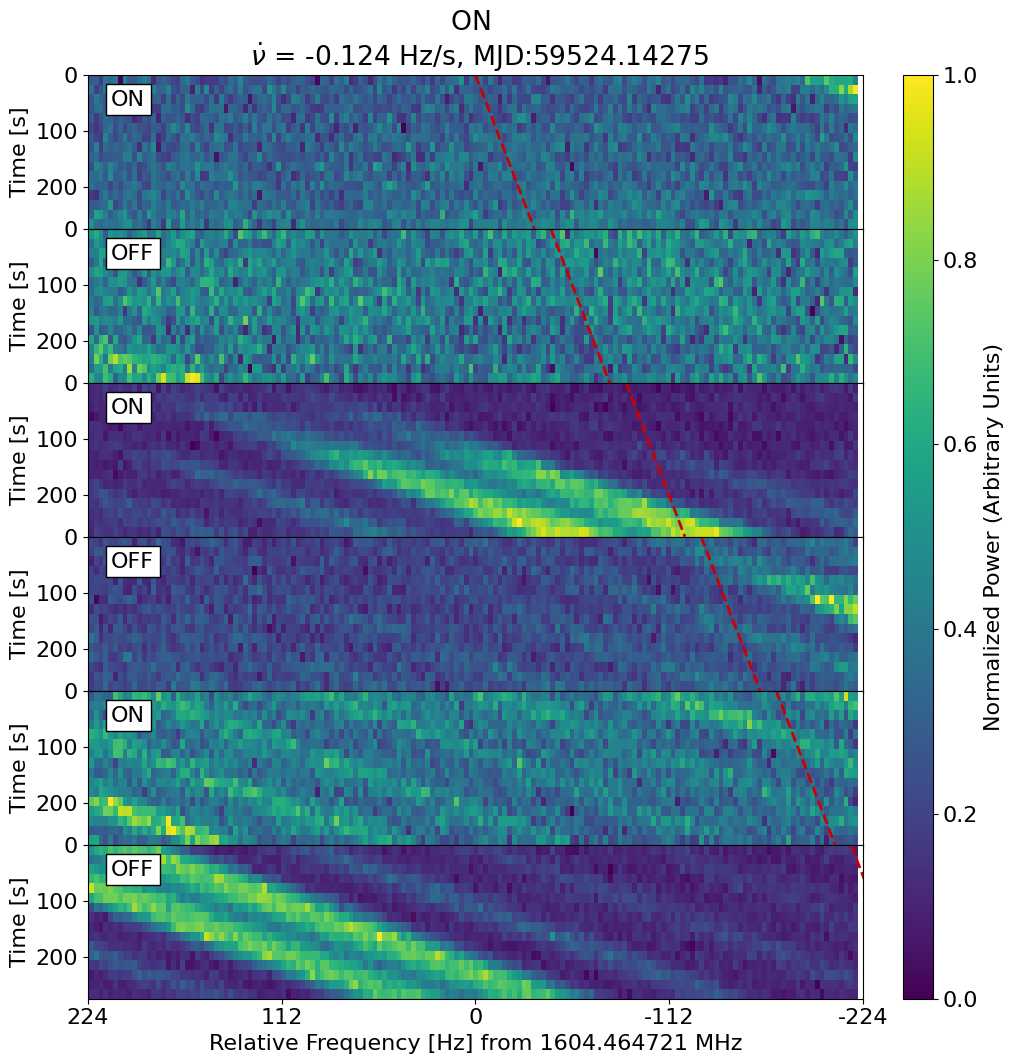 ON
ν̇ = -0.124 Hz/s, MJD:59524.14275
0
ON
100
Time [s]
200
0
OFF
100
Time [s]
200
0
ON
100
Time [s]
200
0
OFF
100
Time [s]
200
0
ON
100
Time [s]
200
0
OFF
100
Time [s]
200
224 112 0 -112 -224
Relative Frequency [Hz] from 1604.464721 MHz
1.0
0.8
0.6
0.4
0.2
0.0
Normalized Power (Arbitrary Units)